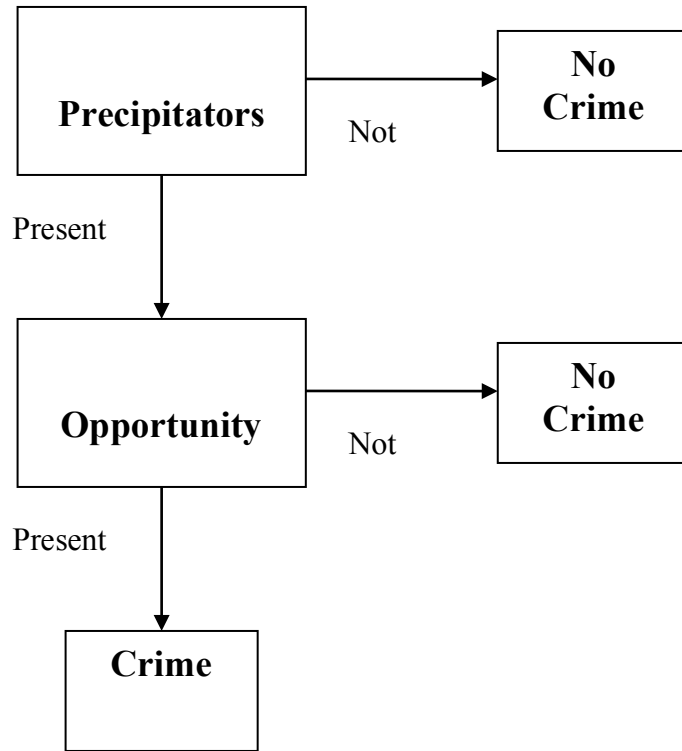 Precipitators
No
Crime
Not
Present
Opportunity
No
Crime
Not
Present
Crime